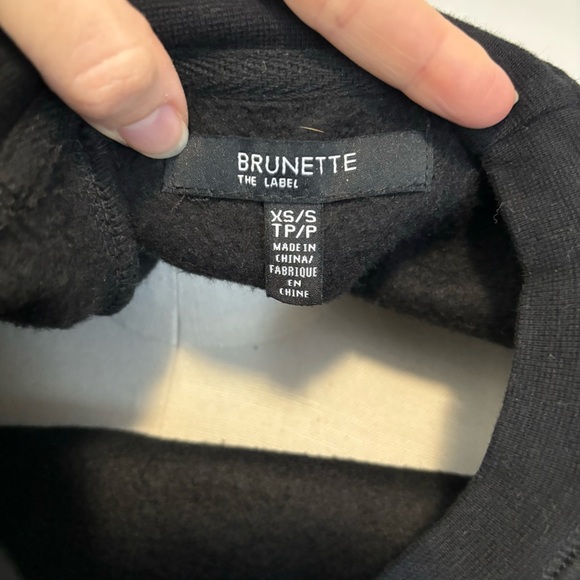 BRUNETTE
THE LABEL
XS/S
TP/P
MADE IN
CHINA/
FABRIQUE
EN
CHINE